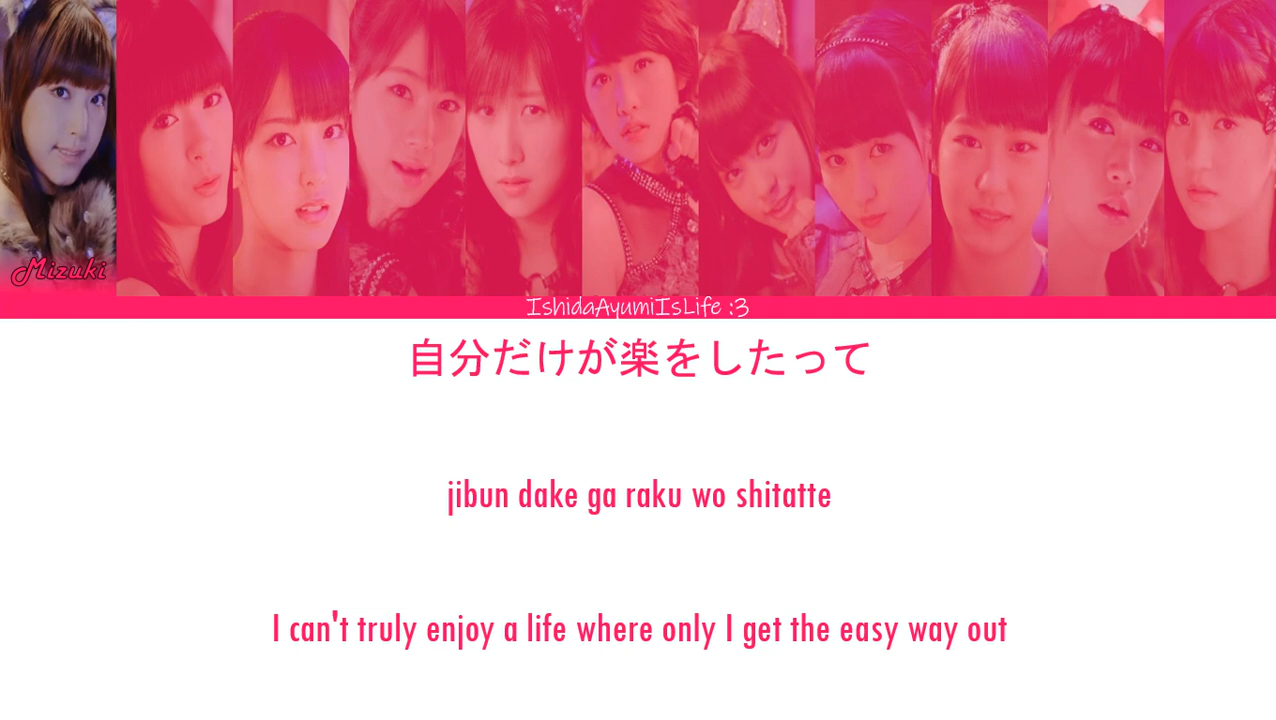 Mizuki
IshidaAyumiIsLife :3
自分だけが楽をしたって
jibun dake ga raku wo shitatte
I can't truly enjoy a life where only I get the easy way out